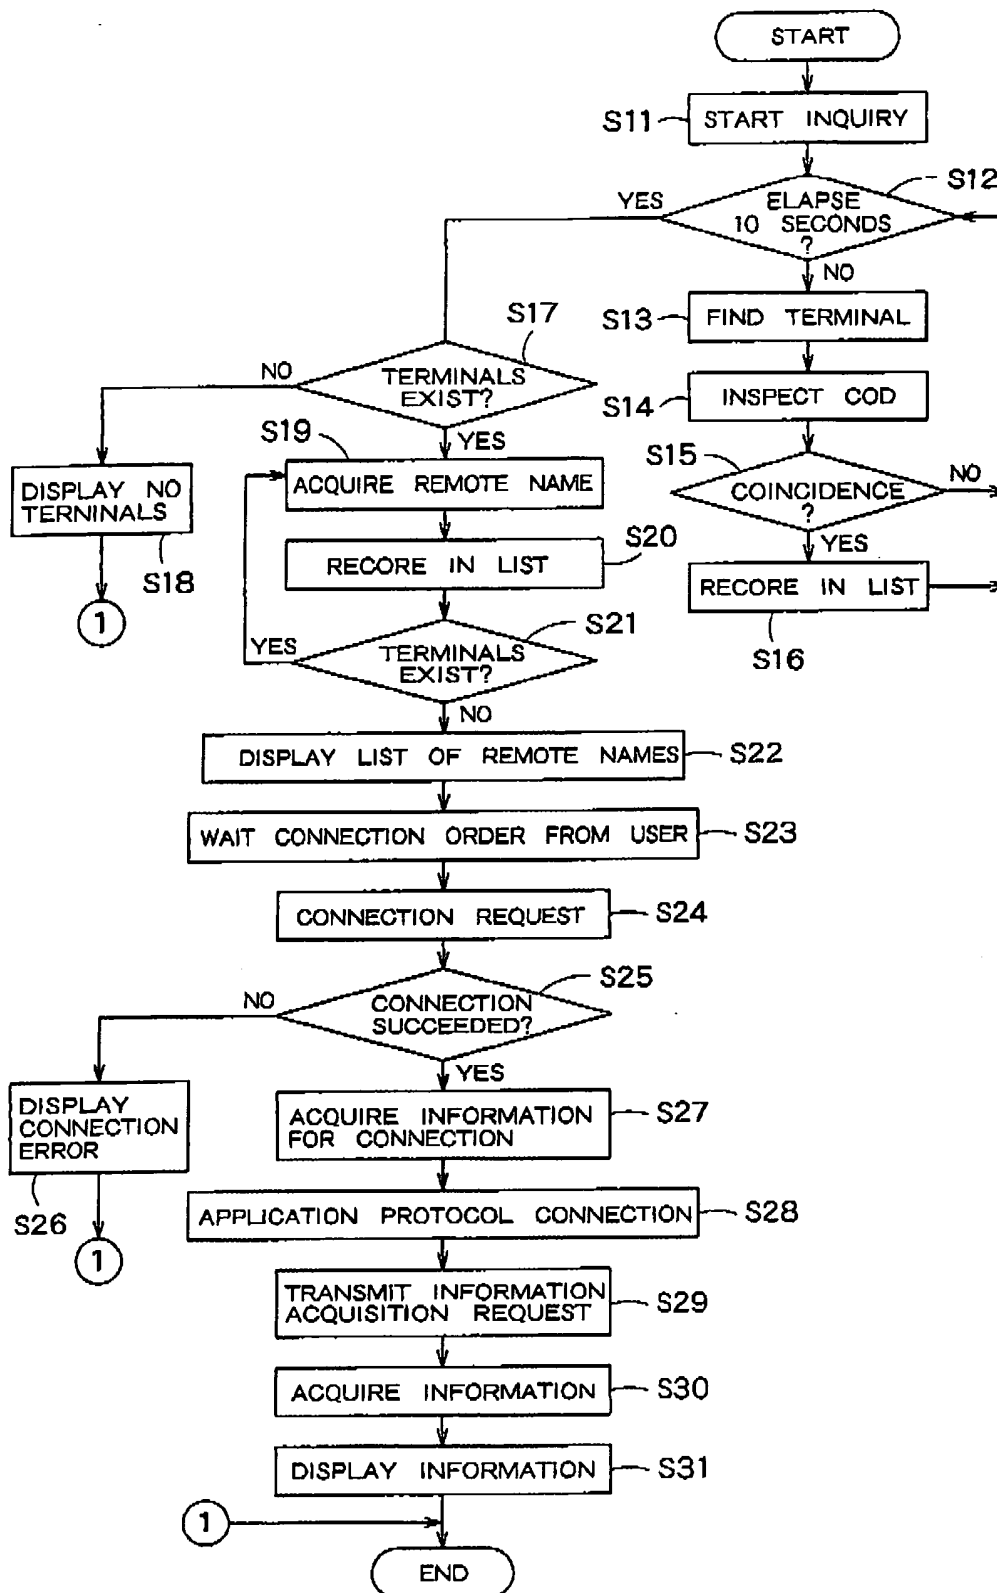 START
S11
START INQUIRY
S12
YES
ELAPSE
10 SECONDS
?
NO
S17
S13
FIND TERMINAL
NO
TERMINALS
EXIST?
S14
INSPECT COD
S19
YES
S15
NO
DISPLAY NO
TERNINALS
ACQUIRE REMOTE NAME
COINCIDENCE
?
S20
YES
S18
RECORE IN LIST
RECORE IN LIST
1
S21
YES
TERMINALS
EXIST?
S16
NO
DISPLAY LIST OF REMOTE NAMES
S22
WAIT CONNECTION ORDER FROM USER
S23
CONNECTION REQUEST
S24
S25
NO
CONNECTION
SUCCEEDED?
YES
DISPLAY
CONNECTION
ERROR
ACQUIRE INFORMATION
FOR CONNECTION
S27
S26
APPLICATION PROTOCOL CONNECTION
S28
1
TRANSMIT INFORMATION
ACQUISITION REQUEST
S29
ACQUIRE INFORMATION
S30
DISPLAY INFORMATION
S31
1
END